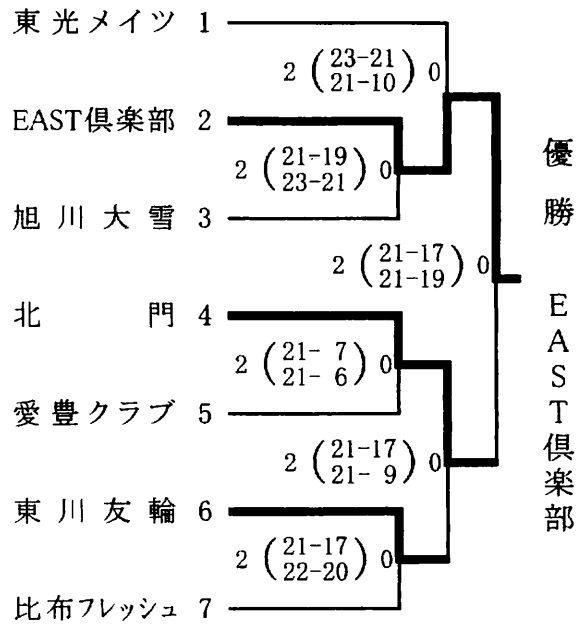 東光メイツ 1
2 (23-21 21-10) 0
EAST倶楽部 2
2 (21-19 23-21) 0
旭川大雪 3
2 (21-17 21-19) 0
北門 4
2 (21- 7 21- 6) 0
愛豊クラブ 5
2 (21-17 21- 9) 0
東川友輪 6
2 (21-17 22-20) 0
比布フレッシュ 7
優勝 EAST倶楽部